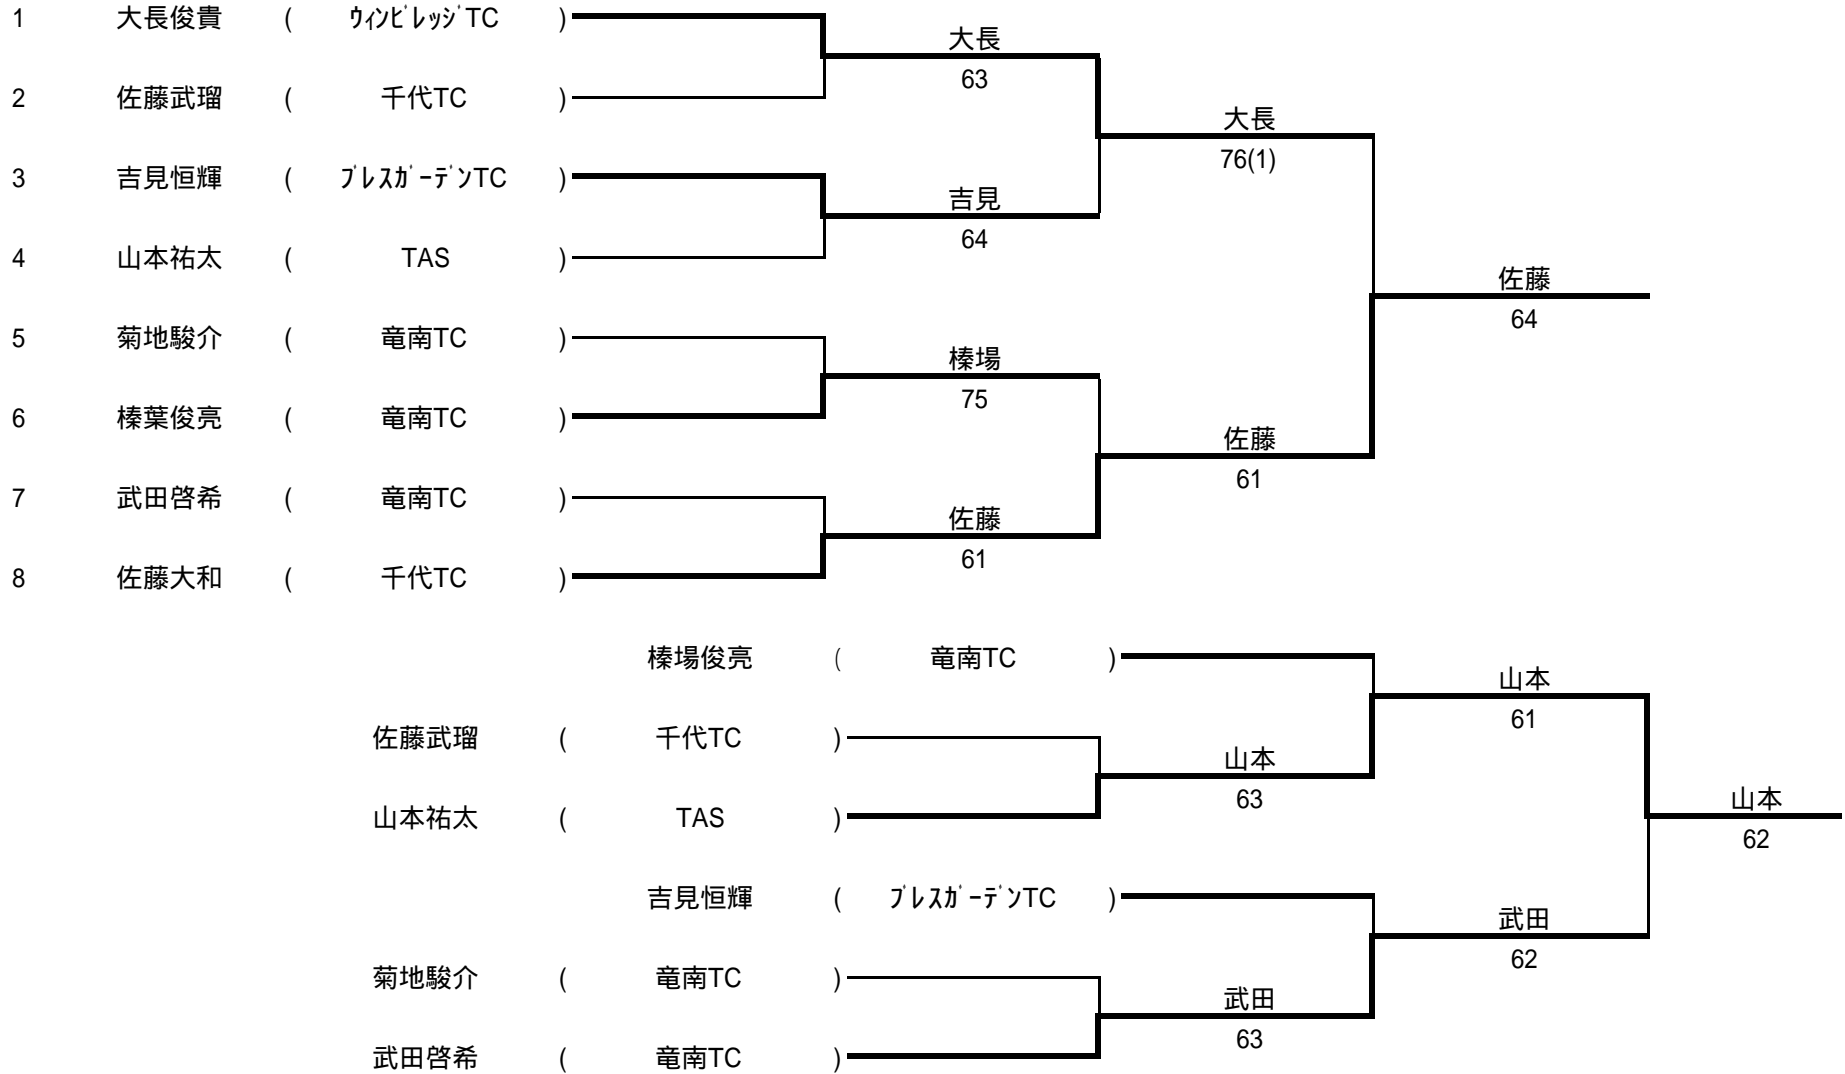 1 大長俊貴 ( ｳｨﾝﾋﾞﾚｯｼﾞTC )
大長
63
2 佐藤武瑠 ( 千代TC )
大長
76(1)
3 吉見恒輝 ( ﾌﾞﾚｽｶﾞｰﾃﾞﾝTC )
吉見
64
4 山本祐太 ( TAS )
佐藤
64
5 菊地駿介 ( 竜南TC )
榛場
75
6 榛葉俊亮 ( 竜南TC )
佐藤
61
7 武田啓希 ( 竜南TC )
佐藤
61
8 佐藤大和 ( 千代TC )
榛場俊亮 ( 竜南TC )
山本
61
佐藤武瑠 ( 千代TC )
山本
63
山本祐太 ( TAS )
山本
62
吉見恒輝 ( ﾌﾞﾚｽｶﾞｰﾃﾞﾝTC )
武田
62
菊地駿介 ( 竜南TC )
武田
63
武田啓希 ( 竜南TC )